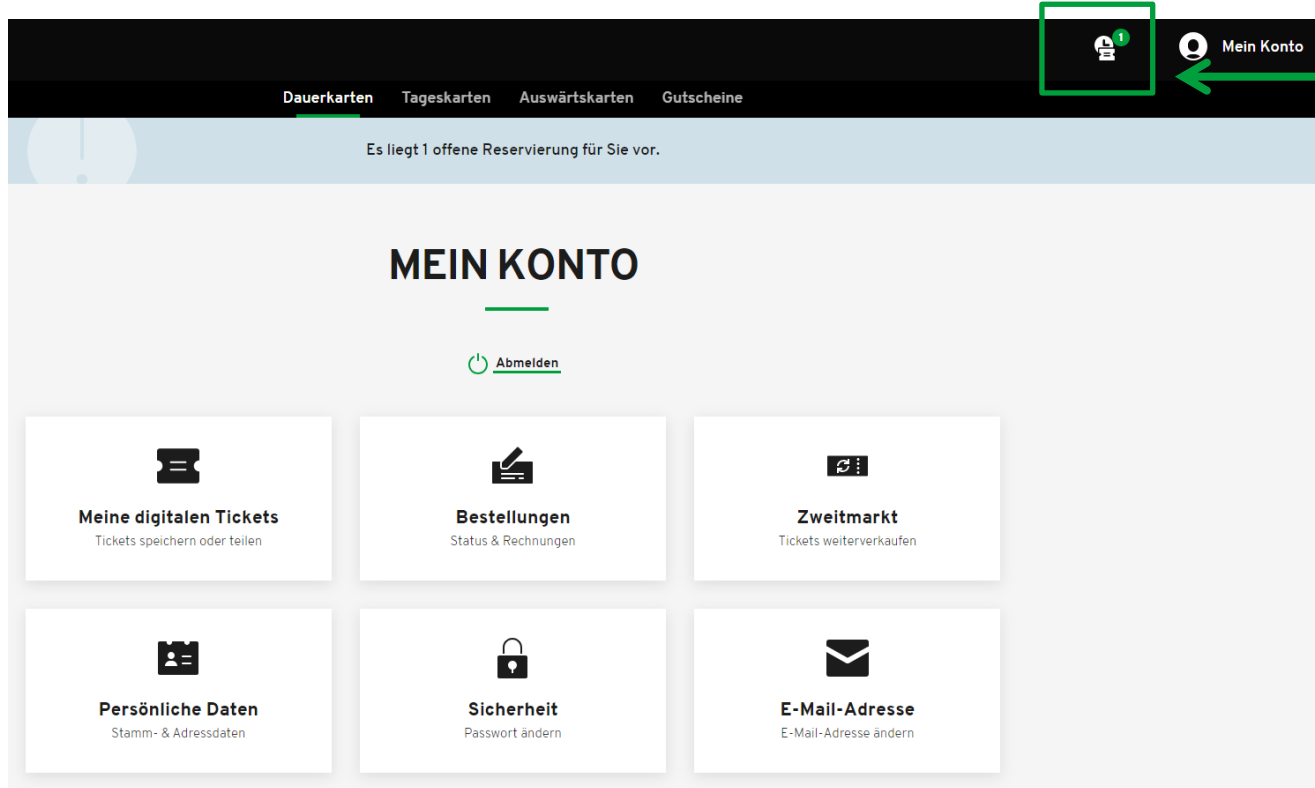 1
Mein Konto
Dauerkarten Tageskarten Auswärtskarten Gutscheine
Es liegt 1 offene Reservierung für Sie vor.
MEIN KONTO
Abmelden
Meine digitalen Tickets
Tickets speichern oder teilen
Bestellungen
Status & Rechnungen
Zweitmarkt
Tickets weiterverkaufen
Persönliche Daten
Stamm- & Adressdaten
Sicherheit
Passwort ändern
E-Mail-Adresse
E-Mail-Adresse ändern